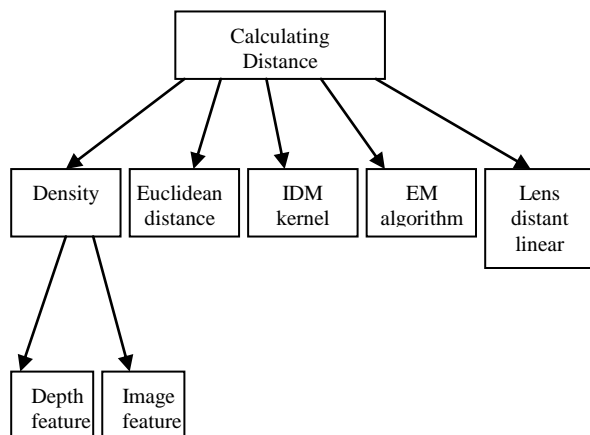 Calculating
Distance
Density
Euclidean
distance
IDM
kernel
EM
algorithm
Lens
distant
linear
Depth
feature
Image
feature